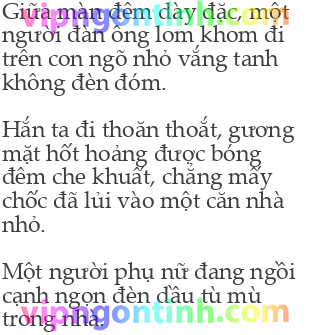 Giữa màn đêm dày đặc, một
người đàn ông lom khom đi
trên con ngõ nhỏ vắng tanh
không đèn đóm.
Hắn ta đi thoăn thoắt, gương
mặt hốt hoảng được bóng
đêm che khuất, chẳng mấy
chốc đã lủi vào một căn nhà
nhỏ.
Một người phụ nữ đang ngồi
cạnh ngọn đèn dầu tù mù
trong nhà.
vipngontinh.com
vipngontinh.com